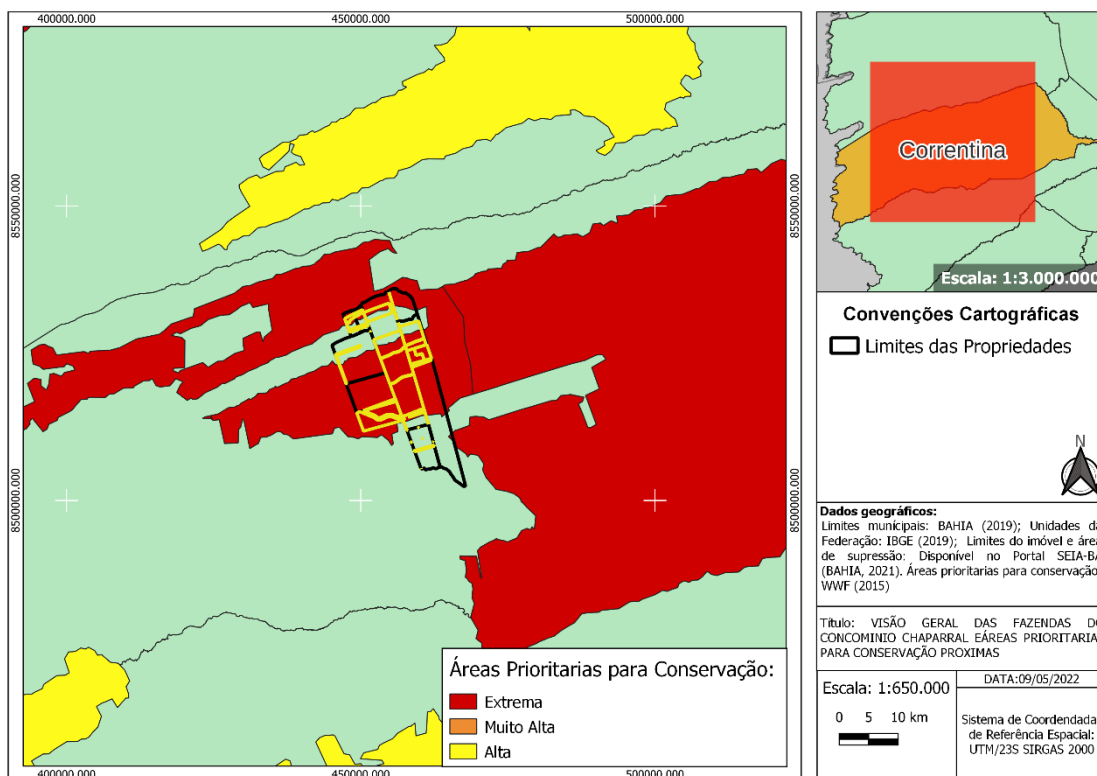 400000.000 450000.000 500000.000
8550000.000 8550000.000
8500000.000 8500000.000
Áreas Prioritarias para Conservação:
Extrema
Muito Alta
Alta
400000.000 450000.000 500000.000
Correntina
Escala: 1:3.000.000
Convenções Cartográficas
Limites das Propriedades
N
Dados geográficos:
Limites munícipais: BAHIA (2019); Unidades da
Federação: IBGE (2019); Limites do imóvel e área
de supressão: Disponível no Portal SEIA-BA
(BAHIA, 2021). Áreas prioritarias para conservação
WWF (2015)
Título: VISÃO GERAL DAS FAZENDAS DO
CONCOMINIO CHAPARRAL EÁREAS PRIORITARIA
PARA CONSERVAÇÃO PROXIMAS
Escala: 1:650.000
0 5 10 km
DATA:09/05/2022
Sistema de Coordendada
de Referência Espacial:
UTM/23S SIRGAS 2000